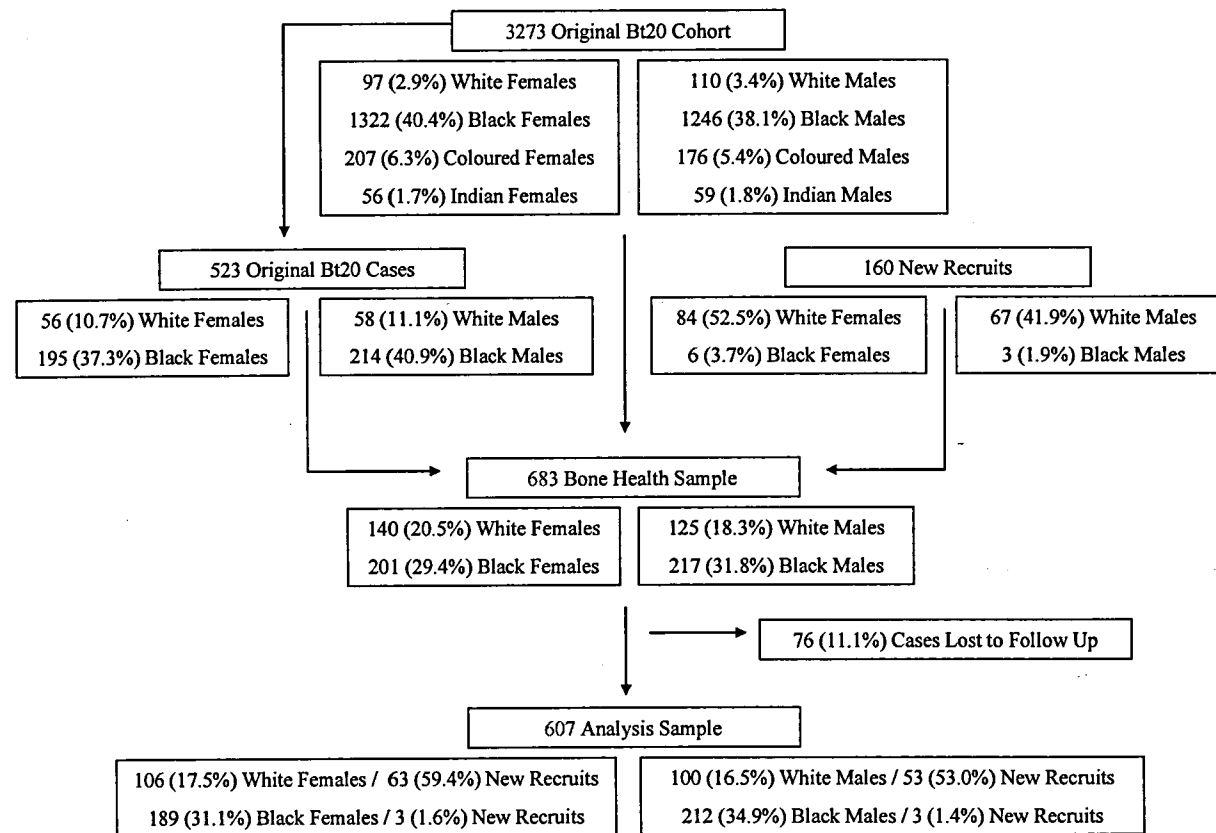 3273 Original Bt20 Cohort
97 (2.9%) White Females
1322 (40.4%) Black Females
207 (6.3%) Coloured Females
56 (1.7%) Indian Females
110 (3.4%) White Males
1246 (38.1%) Black Males
176 (5.4%) Coloured Males
59 (1.8%) Indian Males
523 Original Bt20 Cases
56 (10.7%) White Females
195 (37.3%) Black Females
58 (11.1%) White Males
214 (40.9%) Black Males
160 New Recruits
84 (52.5%) White Females
6 (3.7%) Black Females
67 (41.9%) White Males
3 (1.9%) Black Males
683 Bone Health Sample
140 (20.5%) White Females
201 (29.4%) Black Females
125 (18.3%) White Males
217 (31.8%) Black Males
76 (11.1%) Cases Lost to Follow Up
607 Analysis Sample
106 (17.5%) White Females / 63 (59.4%) New Recruits
189 (31.1%) Black Females / 3 (1.6%) New Recruits
100 (16.5%) White Males / 53 (53.0%) New Recruits
212 (34.9%) Black Males / 3 (1.4%) New Recruits